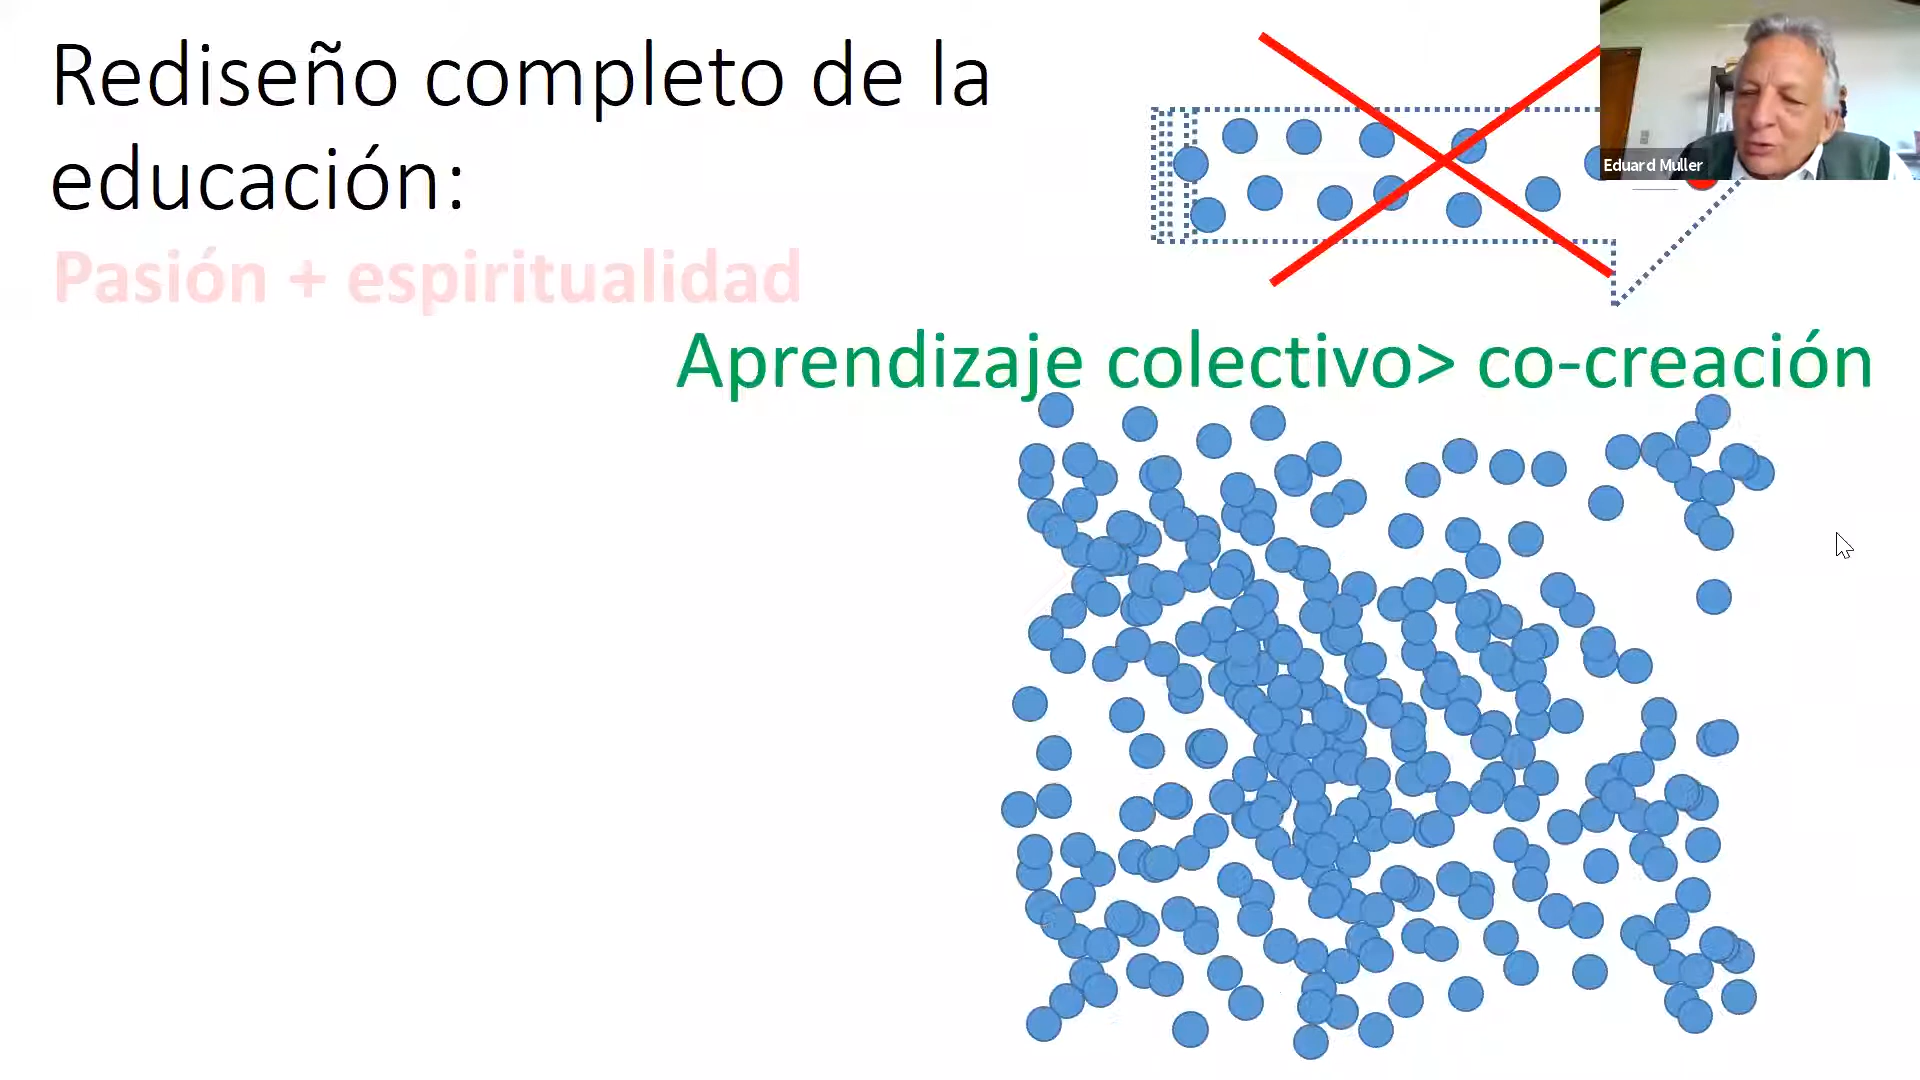 Rediseño completo de la
educación:
Pasión + espiritualidad
Eduard Muller
Aprendizaje colectivo> co-creación